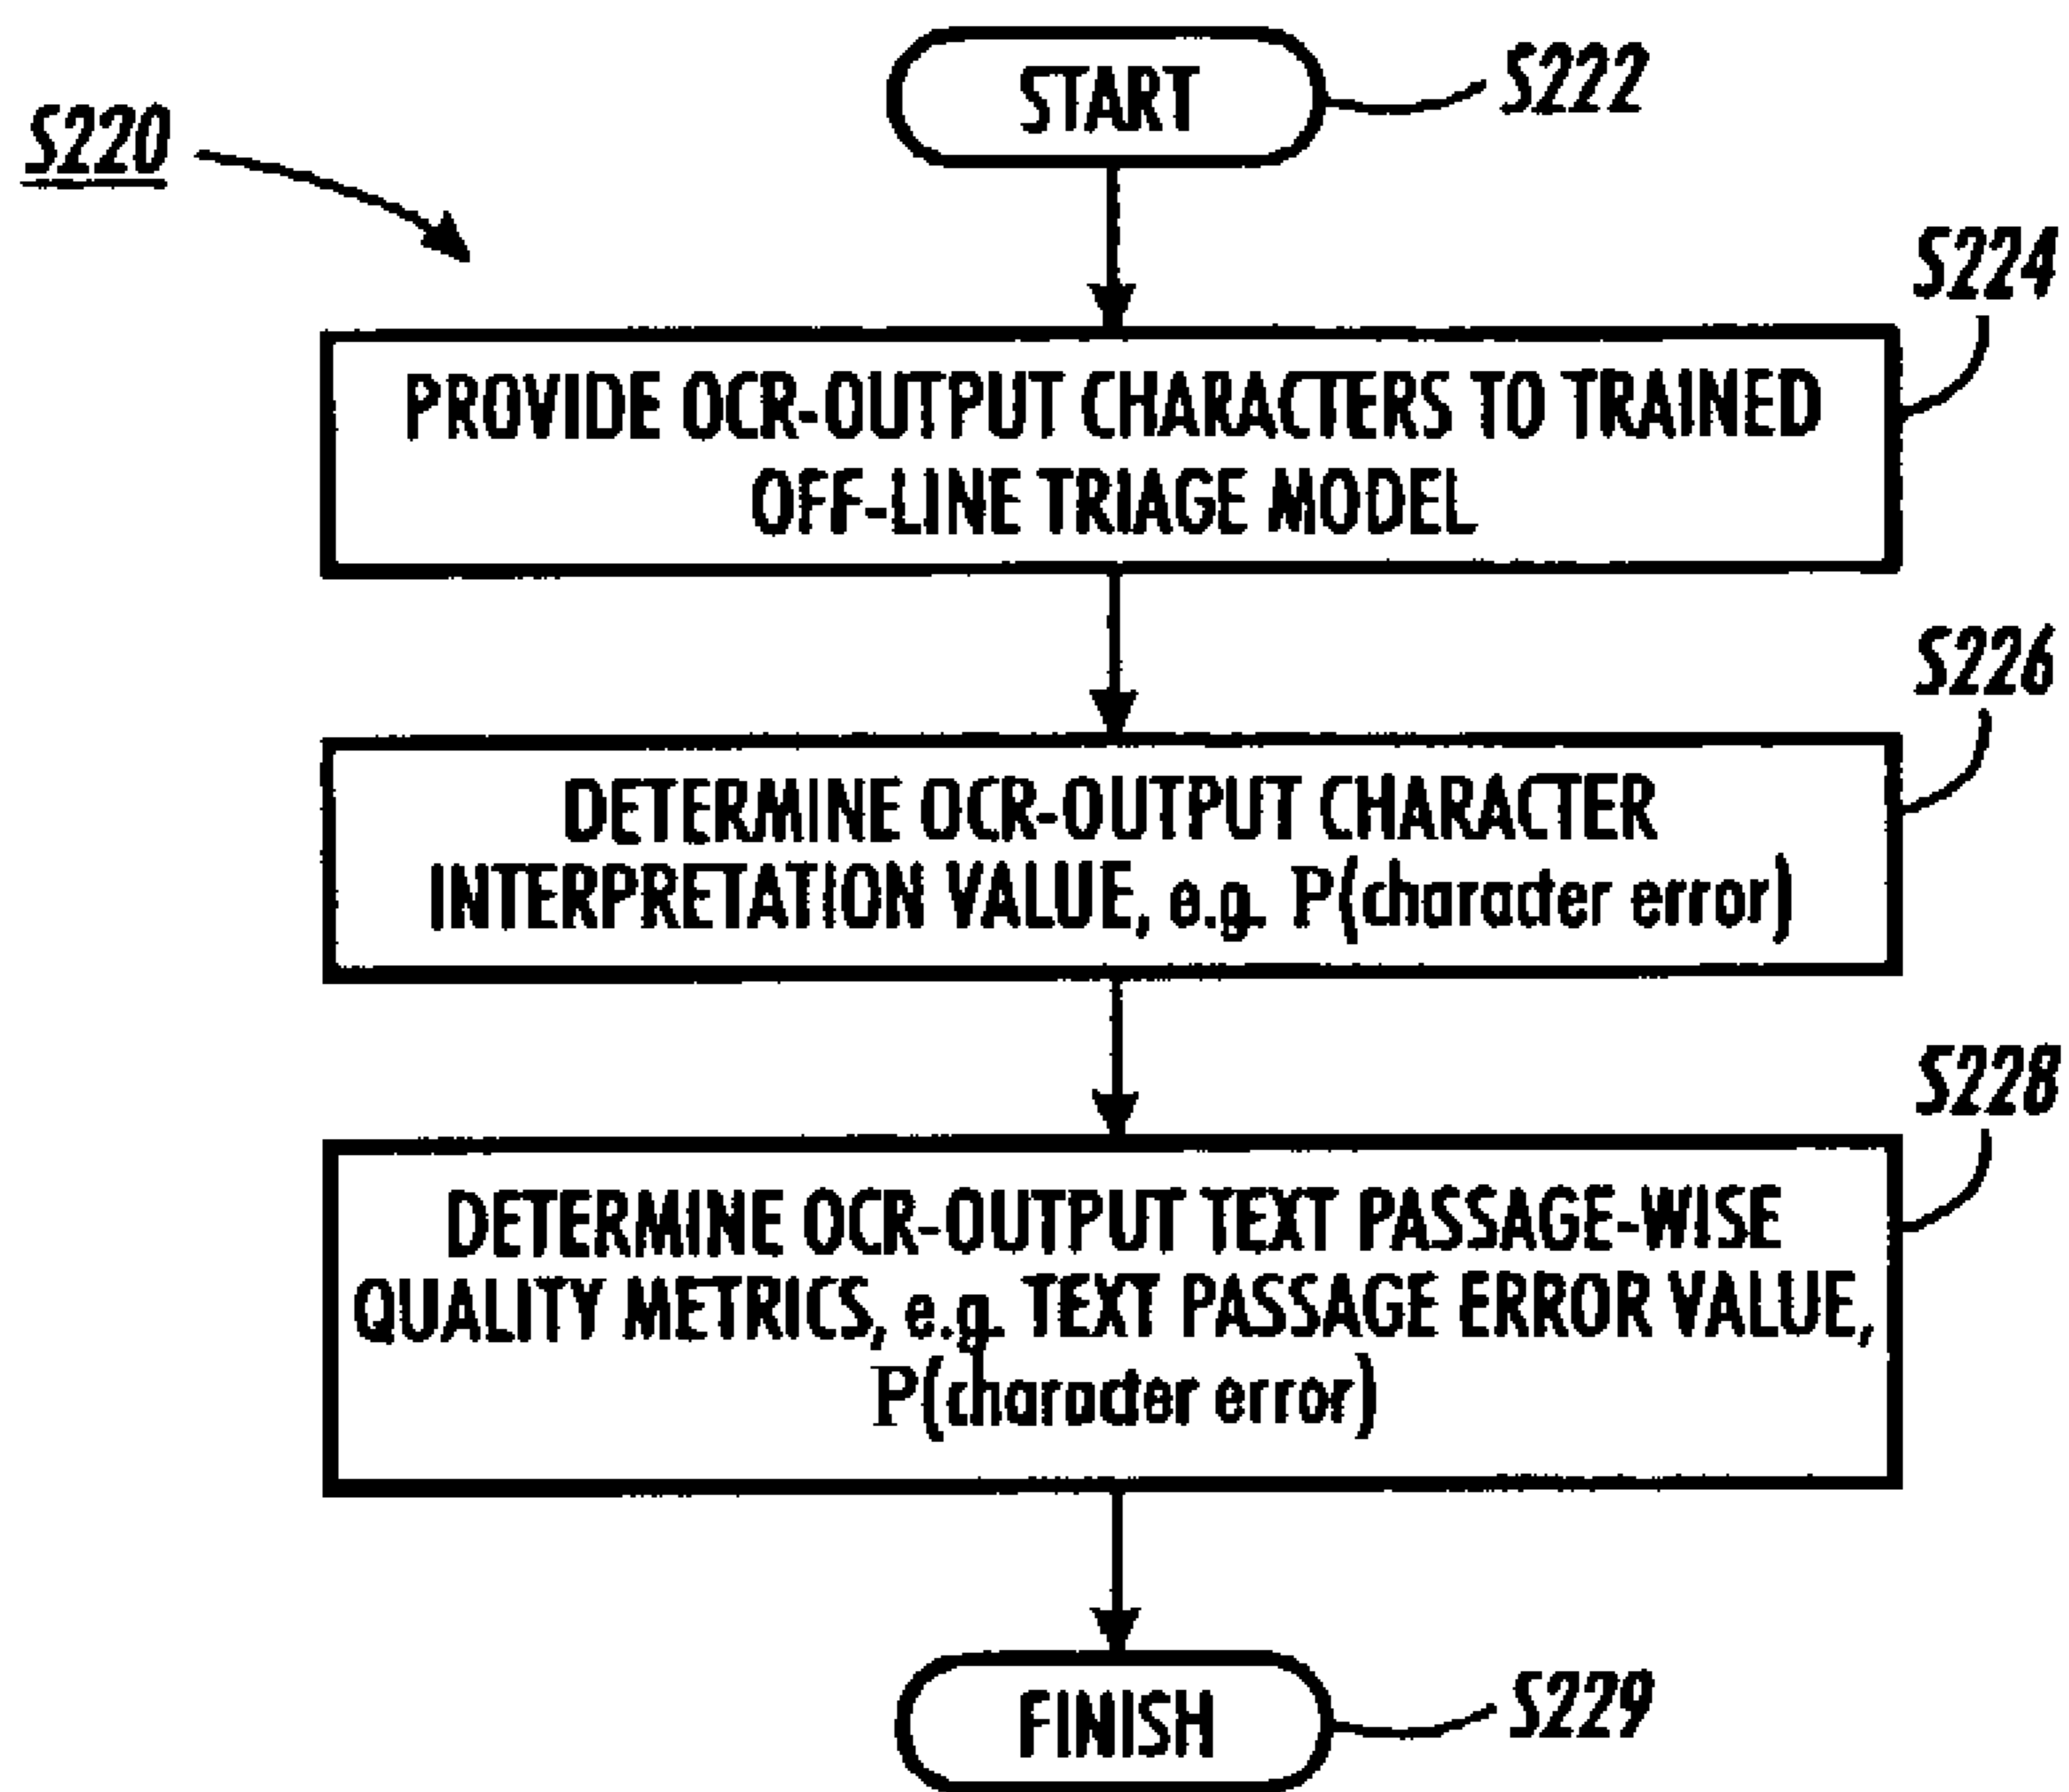 START
S222
S220
S224
PROVIDE OCR-OUTPUT CHARACTERS TO TRAINED
OFF-LINE TRIAGE MODEL
S226
DETERMINE OCR-OUTPUT CHARACTER
INTERPRETATION VALUE, e.g. P(character error)
S228
DETERMINE OCR-OUTPUT TEXT PASSAGE-WISE
QUALITY METRICS, e.g. TEXT PASSAGE ERROR VALUE,
P(character error)
FINISH
S229